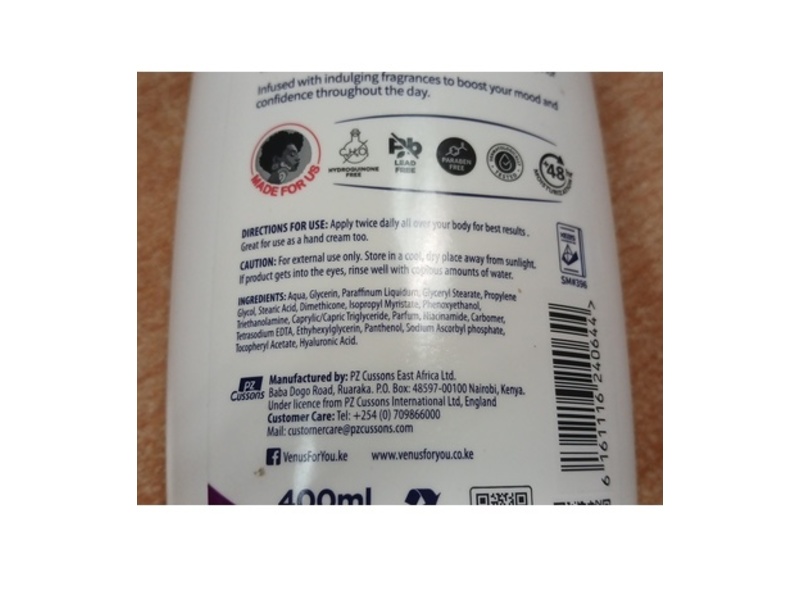 Infused with indulging fragrances to boost your mood and
confidence throughout the day.
MADE FOR US
HYDROQUINONE
FREE
Pb
LEAD
FREE
PARABEN
FREE
TESTED
48
MOISTURIZATION
DIRECTIONS FOR USE: Apply twice daily all over your body for best results .
Great for use as a hand cream too.
CAUTION: For external use only. Store in a cool, dry place away from sunlight.
If product gets into the eyes, rinse well with copious amounts of water.
SM#396
INGREDIENTS: Aqua, Glycerin, Paraffinum Liquidum, Glyceryl Stearate, Propylene
Glycol, Stearic Acid, Dimethicone, Isopropyl Myristate, Phenoxyethanol,
Triethanolamine, Caprylic/Capric Triglyceride, Parfum, Niacinamide, Carbomer,
Tetrasodium EDTA, Ethyhexylglycerin, Panthenol, Sodium Ascorbyl phosphate,
Tocopheryl Acetate, Hyaluronic Acid.
PZ
Cussons
Manufactured by: PZ Cussons East Africa Ltd.
Baba Dogo Road, Ruaraka. P.O. Box: 48597-00100 Nairobi, Kenya.
Under licence from PZ Cussons International Ltd, England
Customer Care: Tel: +254 (0) 709866000
Mail: customercare@pzcussons.com
VenusForYou.ke www.venusforyou.co.ke
400ml
6 161116 240644 >